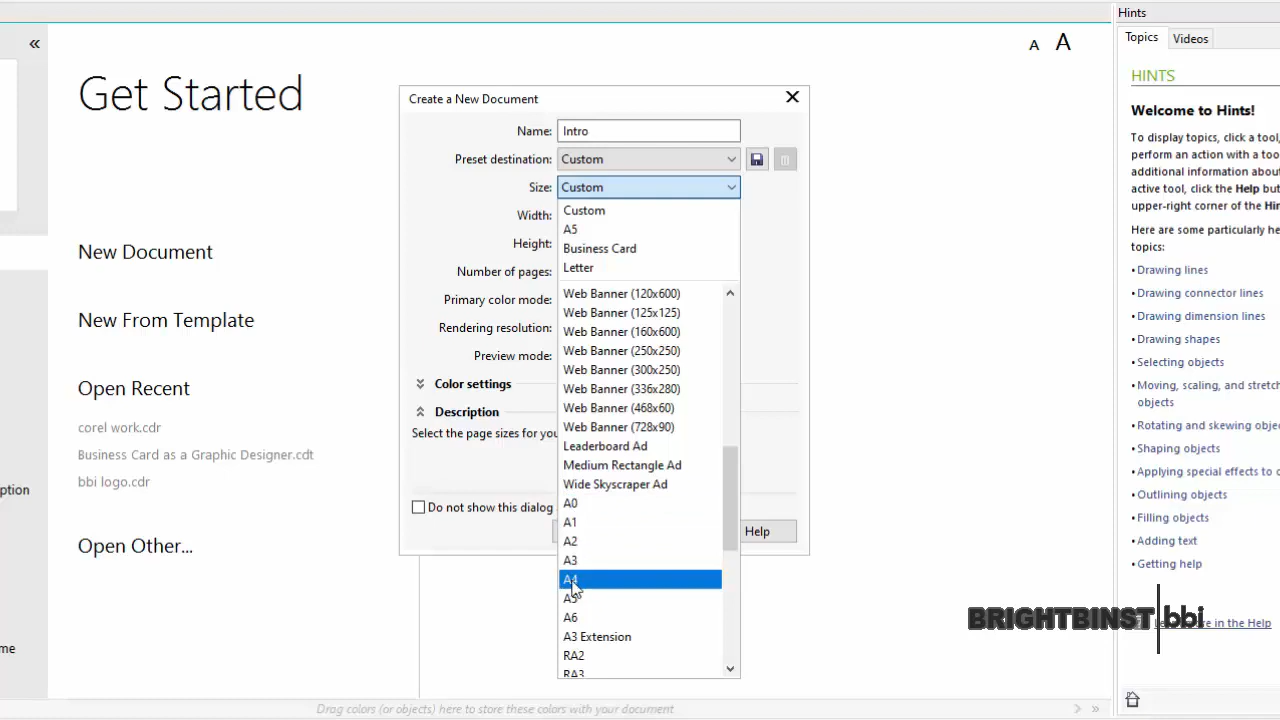 Hints
«
Topics
Videos
A A
Get Started
New Document
New From Template
Open Recent
corel work.cdr
Business Card as a Graphic Designer.cdt
bbi logo.cdr
Open Other...
ption
me
Create a New Document
Name: Intro
Preset destination: Custom
Size: Custom
Width:
Height:
Number of pages:
Primary color mode:
Rendering resolution:
Preview mode:
Color settings
Description
Select the page sizes for you
Do not show this dialog
Help
Custom
A5
Business Card
Letter
Web Banner (120x600)
Web Banner (125x125)
Web Banner (160x600)
Web Banner (250x250)
Web Banner (300x250)
Web Banner (336x280)
Web Banner (468x60)
Web Banner (728x90)
Leaderboard Ad
Medium Rectangle Ad
Wide Skyscraper Ad
A0
A1
A2
A3
A4
A5
A6
A3 Extension
RA2
RA3
HINTS
Welcome to Hints!
To display topics, click a tool,
perform an action with a too
additional information about
active tool, click the Help but
upper-right corner of the Hin
Here are some particularly he
topics:
• Drawing lines
• Drawing connector lines
• Drawing dimension lines
• Drawing shapes
• Selecting objects
• Moving, scaling, and stretch
objects
• Rotating and skewing objec
• Shaping objects
• Applying special effects to o
• Outlining objects
• Filling objects
• Adding text
• Getting help
re in the Help
BRIGHTBINST bbi
Drag colors (or objects) here to store these colors with your document